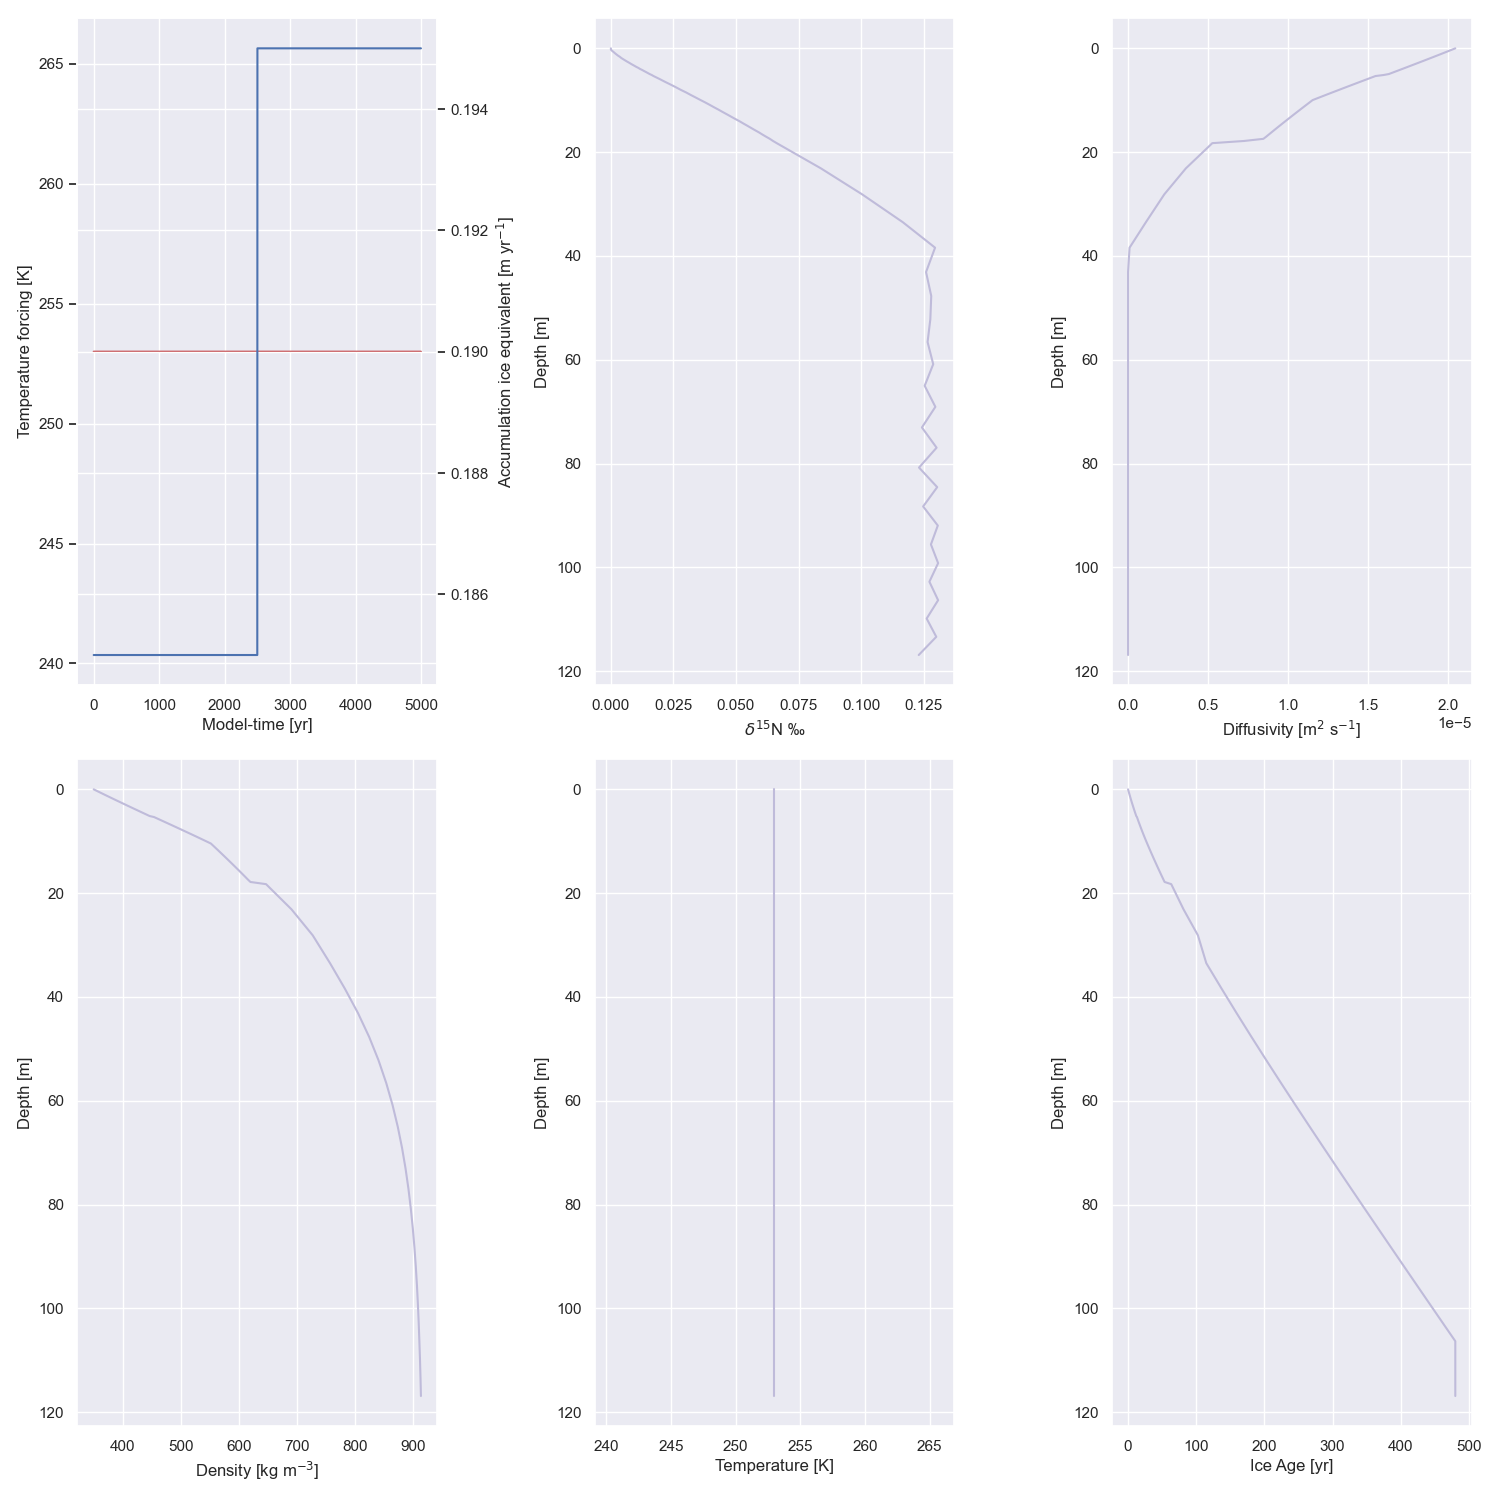 265
260
255
250
245
240
Temperature forcing [K]
0.194
0.192
0.190
0.188
0.186
Accumulation ice equivalent [m yr⁻¹]
0 1000 2000 3000 4000 5000
Model-time [yr]
0
20
40
60
80
100
120
Depth [m]
0.000 0.025 0.050 0.075 0.100 0.125
δ¹⁵N ‰
0
20
40
60
80
100
120
Depth [m]
0.0 0.5 1.0 1.5 2.0
1e−5
Diffusivity [m² s⁻¹]
0
20
40
60
80
100
120
Depth [m]
400 500 600 700 800 900
Density [kg m⁻³]
0
20
40
60
80
100
120
Depth [m]
240 245 250 255 260 265
Temperature [K]
0
20
40
60
80
100
120
Depth [m]
0 100 200 300 400 500
Ice Age [yr]